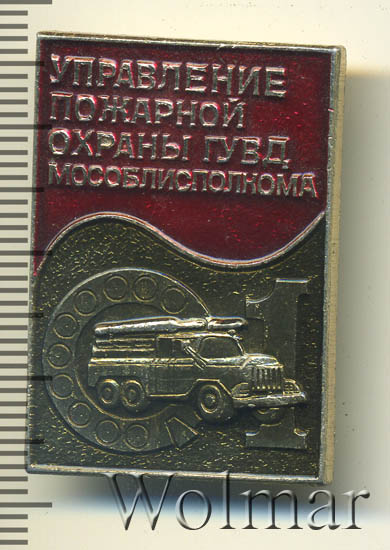 УПРАВЛЕНИЕ
ПОЖАРНОЙ
ОХРАНЫ ГУВД
МОСОБЛИСПОЛКОМА
01
Wolmar